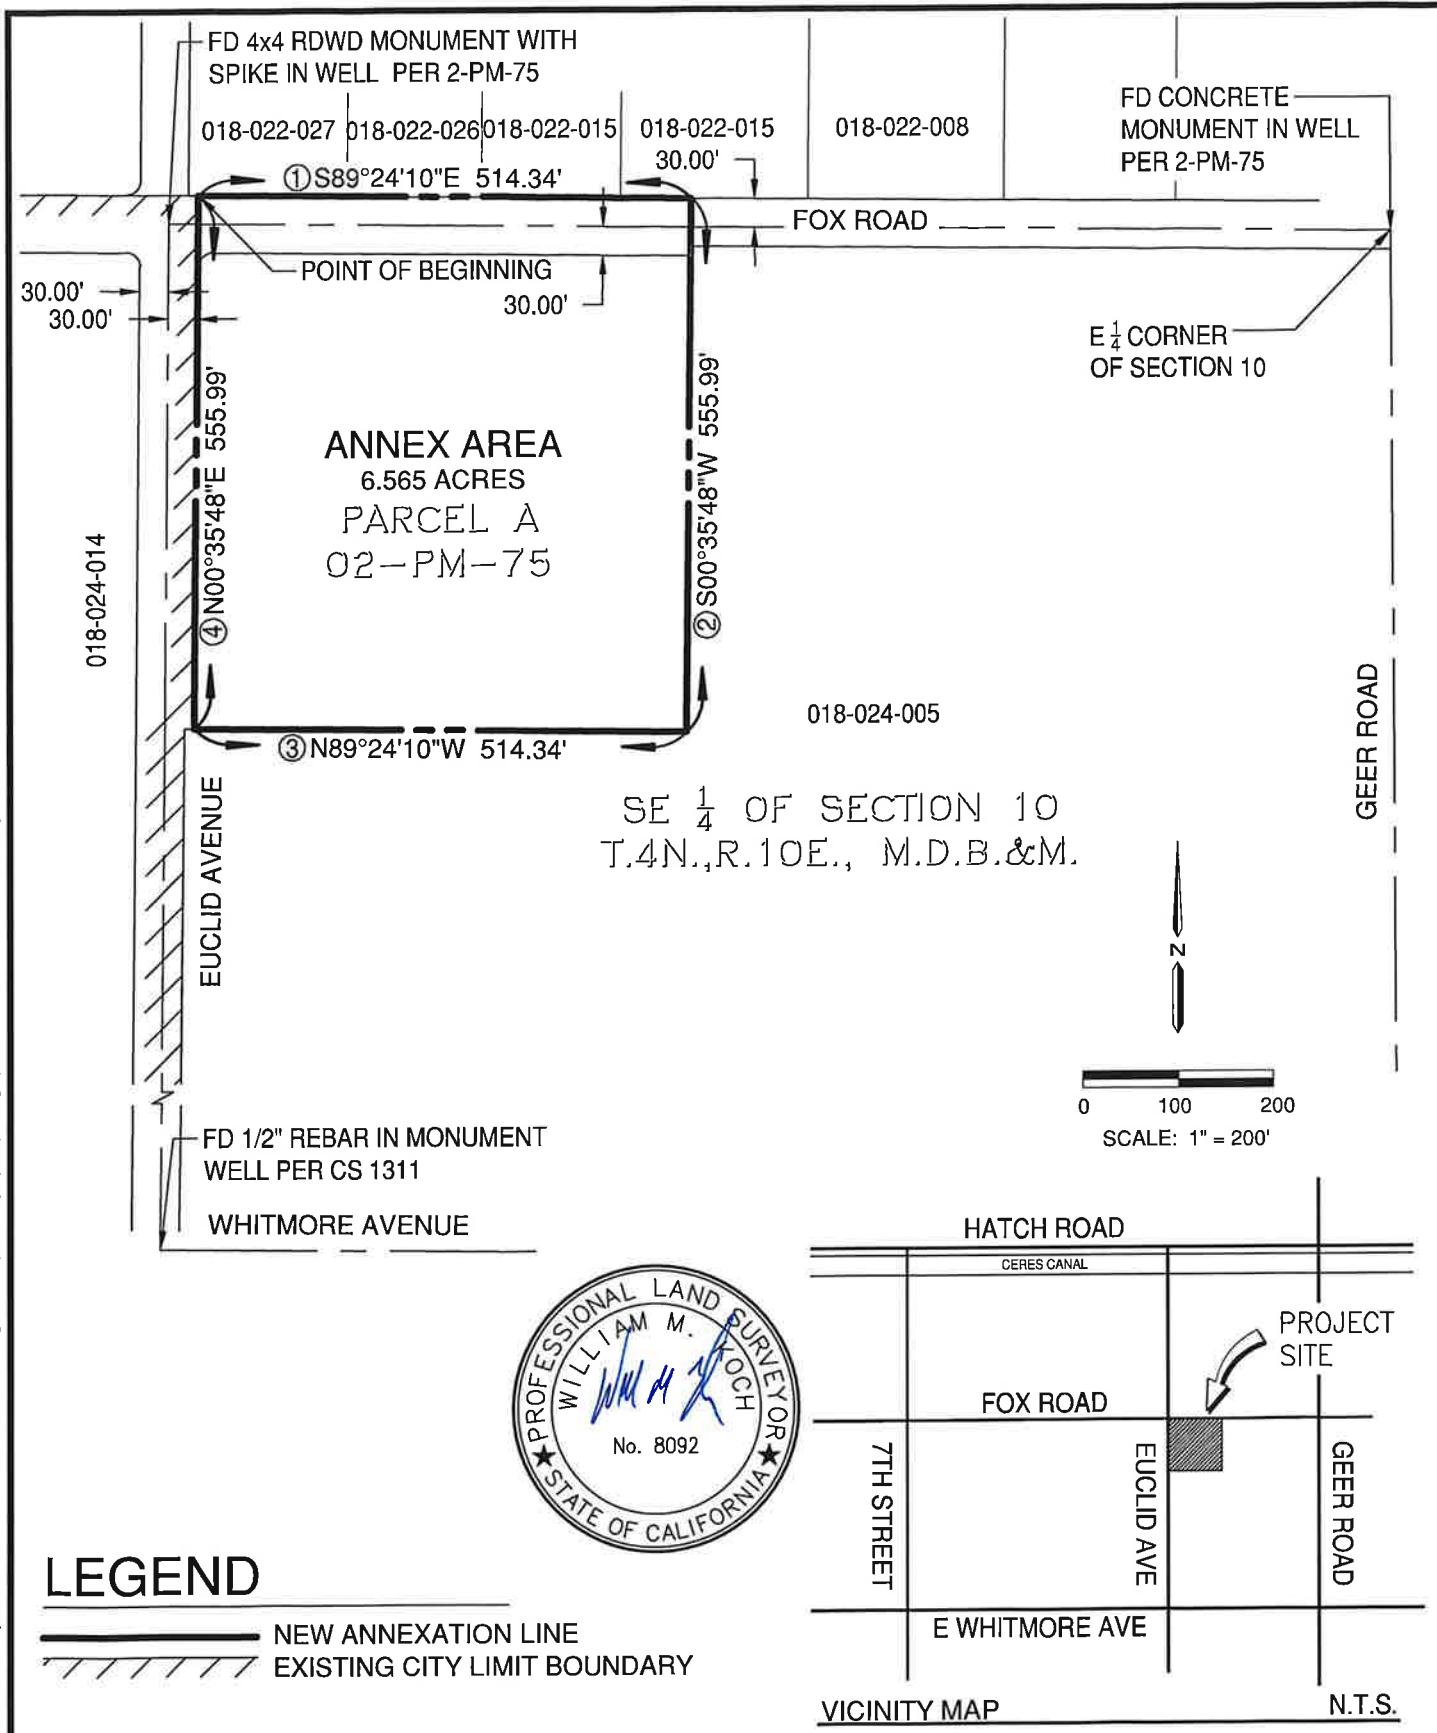 FD 4x4 RDWD MONUMENT WITH
SPIKE IN WELL PER 2-PM-75
FD CONCRETE
MONUMENT IN WELL
PER 2-PM-75
018-022-027
018-022-026
018-022-015
018-022-015
018-022-008
30.00'
① S89°24'10"E 514.34'
FOX ROAD
POINT OF BEGINNING
30.00'
30.00'
30.00'
E 1/4 CORNER
OF SECTION 10
④ N00°35'48"E 555.99'
② S00°35'48"W 555.99'
ANNEX AREA
6.565 ACRES
PARCEL A
02-PM-75
018-024-014
018-024-005
③ N89°24'10"W 514.34'
GEER ROAD
EUCLID AVENUE
SE 1/4 OF SECTION 10
T.4N.,R.10E., M.D.B.&M.
N
0 100 200
SCALE: 1" = 200'
FD 1/2" REBAR IN MONUMENT
WELL PER CS 1311
WHITMORE AVENUE
PROFESSIONAL LAND SURVEYOR
WILLIAM M. KOCH
No. 8092
STATE OF CALIFORNIA
HATCH ROAD
CERES CANAL
PROJECT
SITE
FOX ROAD
7TH STREET
EUCLID AVE
GEER ROAD
E WHITMORE AVE
VICINITY MAP
N.T.S.
LEGEND
NEW ANNEXATION LINE
EXISTING CITY LIMIT BOUNDARY